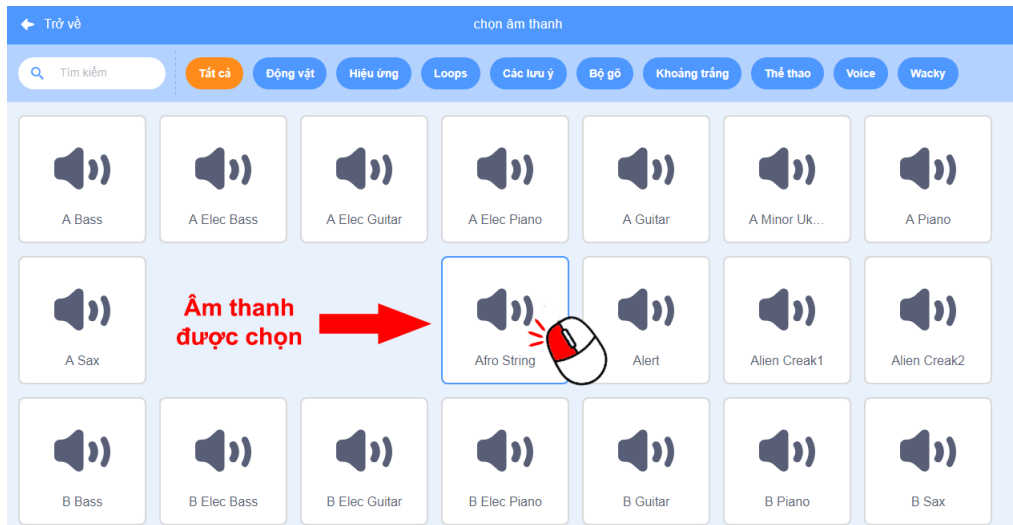 Trở về
chọn âm thanh
Tìm kiếm
Tất cả
Động vật
Hiệu ứng
Loops
Các lưu ý
Bộ gõ
Khoảng trắng
Thể thao
Voice
Wacky
A Bass
A Elec Bass
A Elec Guitar
A Elec Piano
A Guitar
A Minor Uk...
A Piano
A Sax
Âm thanh
được chọn
Afro String
Alert
Alien Creak1
Alien Creak2
B Bass
B Elec Bass
B Elec Guitar
B Elec Piano
B Guitar
B Piano
B Sax